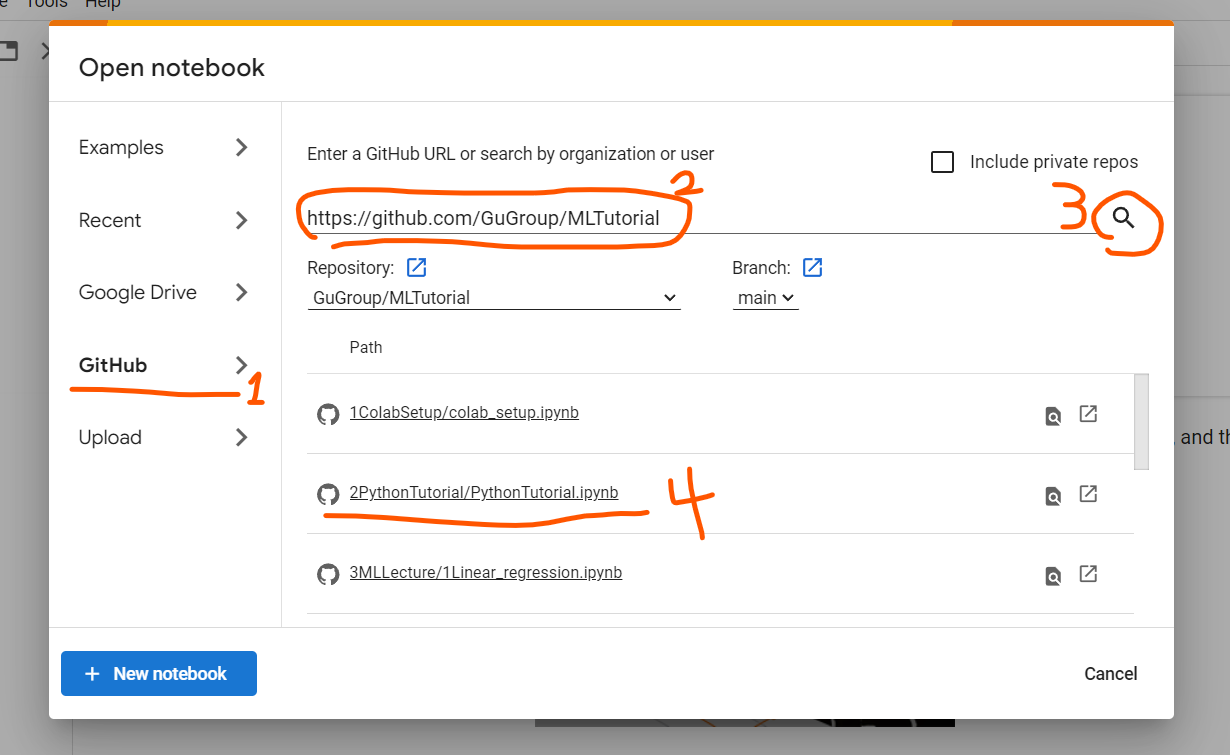 Tools Help
Open notebook
Examples
Recent
Google Drive
GitHub
1
Upload
Enter a GitHub URL or search by organization or user
Include private repos
2
3
https://github.com/GuGroup/MLTutorial
Repository:
Branch:
GuGroup/MLTutorial
main
Path
1ColabSetup/colab_setup.ipynb
2PythonTutorial/PythonTutorial.ipynb
4
3MLLecture/1Linear_regression.ipynb
, and th
+ New notebook
Cancel